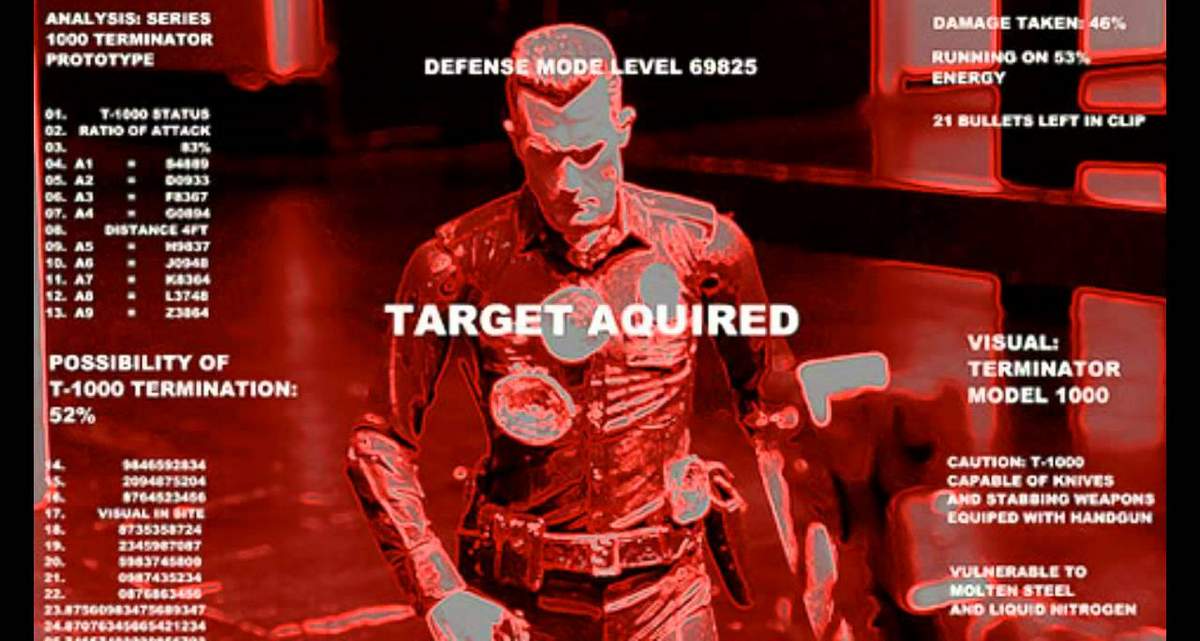 ANALYSIS: SERIES
1000 TERMINATOR
PROTOTYPE
01. T-1000 STATUS
02. RATIO OF ATTACK
03. 83%
04. A1 = S4889
05. A2 = D0933
06. A3 = F8367
07. A4 = G0894
08. DISTANCE 4FT
09. A5 = H9837
10. A6 = J0948
11. A7 = K8364
12. A8 = L3748
13. A9 = Z3864
POSSIBILITY OF
T-1000 TERMINATION:
52%
14. 9846592834
15. 2094875204
16. 8764523456
17. VISUAL IN SITE
18. 8735358724
19. 2345987087
20. 5983745809
21. 0987435234
22. 0876863456
23.87560983475689347
24.87076345665421234
DEFENSE MODE LEVEL 69825
TARGET AQUIRED
DAMAGE TAKEN: 46%
RUNNING ON 53%
ENERGY
21 BULLETS LEFT IN CLIP
VISUAL:
TERMINATOR
MODEL 1000
CAUTION: T-1000
CAPABLE OF KNIVES
AND STABBING WEAPONS
EQUIPED WITH HANDGUN
VULNERABLE TO
MOLTEN STEEL
AND LIQUID NITROGEN